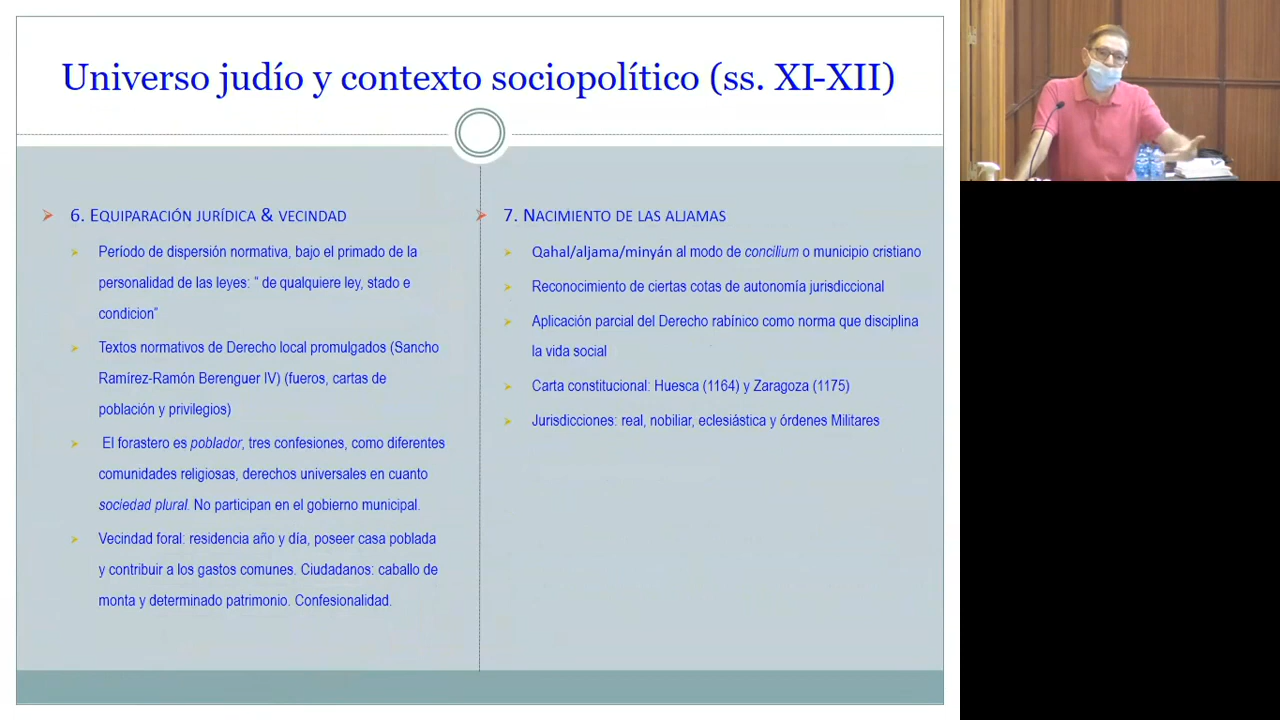 Universo judío y contexto sociopolítico (ss. XI-XII)
6. Equiparación jurídica & vecindad
Período de dispersión normativa, bajo el primado de la
personalidad de las leyes: " de qualquiere ley, stado e
condicion"
Textos normativos de Derecho local promulgados (Sancho
Ramírez-Ramón Berenguer IV) (fueros, cartas de
población y privilegios)
El forastero es poblador, tres confesiones, como diferentes
comunidades religiosas, derechos universales en cuanto
sociedad plural. No participan en el gobierno municipal.
Vecindad foral: residencia año y día, poseer casa poblada
y contribuir a los gastos comunes. Ciudadanos: caballo de
monta y determinado patrimonio. Confesionalidad.
7. Nacimiento de las aljamas
Qahal/aljama/minyán al modo de concilium o municipio cristiano
Reconocimiento de ciertas cotas de autonomía jurisdiccional
Aplicación parcial del Derecho rabínico como norma que disciplina
la vida social
Carta constitucional: Huesca (1164) y Zaragoza (1175)
Jurisdicciones: real, nobiliar, eclesiástica y órdenes Militares